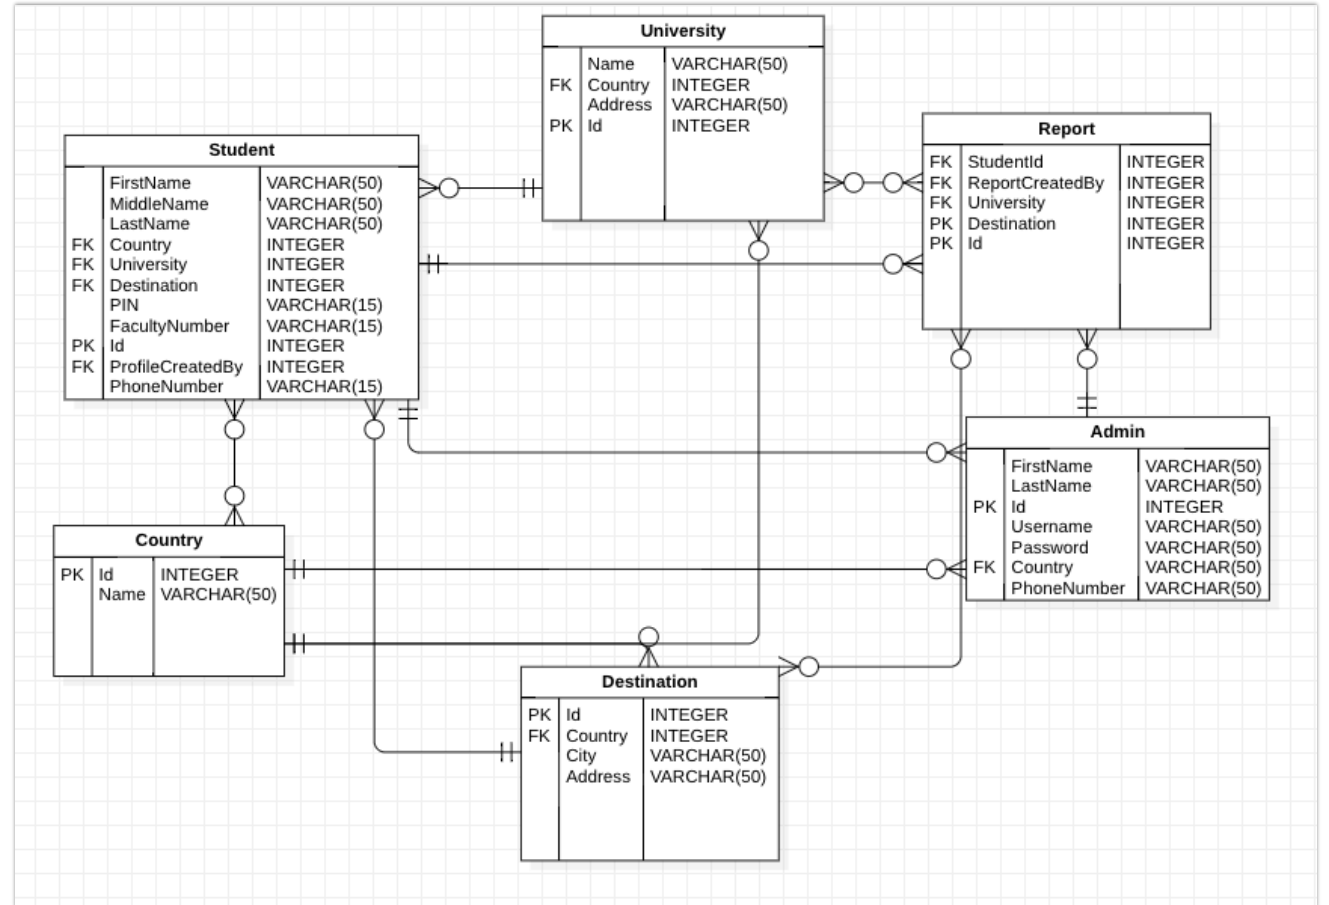 University
Name VARCHAR(50)
FK Country INTEGER
Address VARCHAR(50)
PK Id INTEGER
Report
FK StudentId INTEGER
FK ReportCreatedBy INTEGER
FK University INTEGER
PK Destination INTEGER
PK Id INTEGER
Student
FirstName VARCHAR(50)
MiddleName VARCHAR(50)
LastName VARCHAR(50)
FK Country INTEGER
FK University INTEGER
FK Destination INTEGER
PIN VARCHAR(15)
FacultyNumber VARCHAR(15)
PK Id INTEGER
FK ProfileCreatedBy INTEGER
PhoneNumber VARCHAR(15)
Admin
FirstName VARCHAR(50)
LastName VARCHAR(50)
PK Id INTEGER
Username VARCHAR(50)
Password VARCHAR(50)
FK Country VARCHAR(50)
PhoneNumber VARCHAR(50)
Country
PK Id INTEGER
Name VARCHAR(50)
Destination
PK Id INTEGER
FK Country INTEGER
City VARCHAR(50)
Address VARCHAR(50)